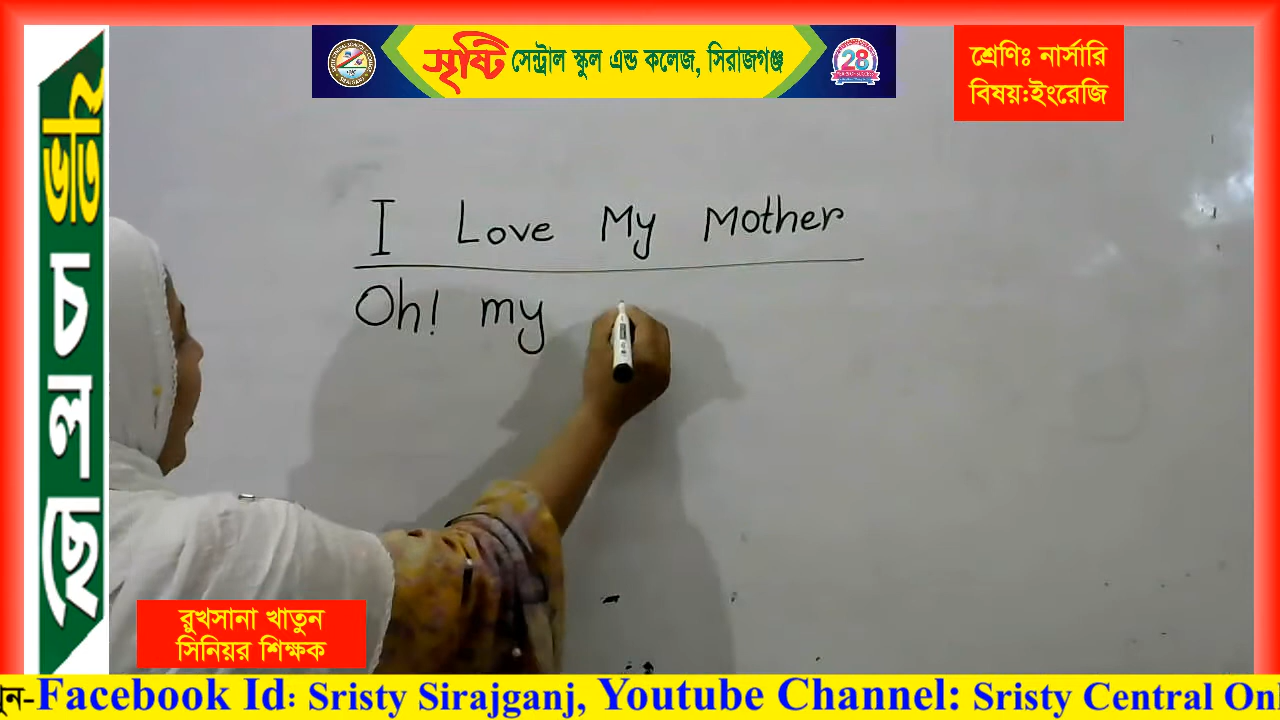 সৃষ্টি সেন্ট্রাল স্কুল এন্ড কলেজ, সিরাজগঞ্জ
28
শ্রেণিঃ নার্সারি
বিষয়:ইংরেজি
ভর্তি চলছে
I Love My Mother
Oh! my
রুখসানা খাতুন
সিনিয়র শিক্ষক
Facebook Id: Sristy Sirajganj, Youtube Channel: Sristy Central